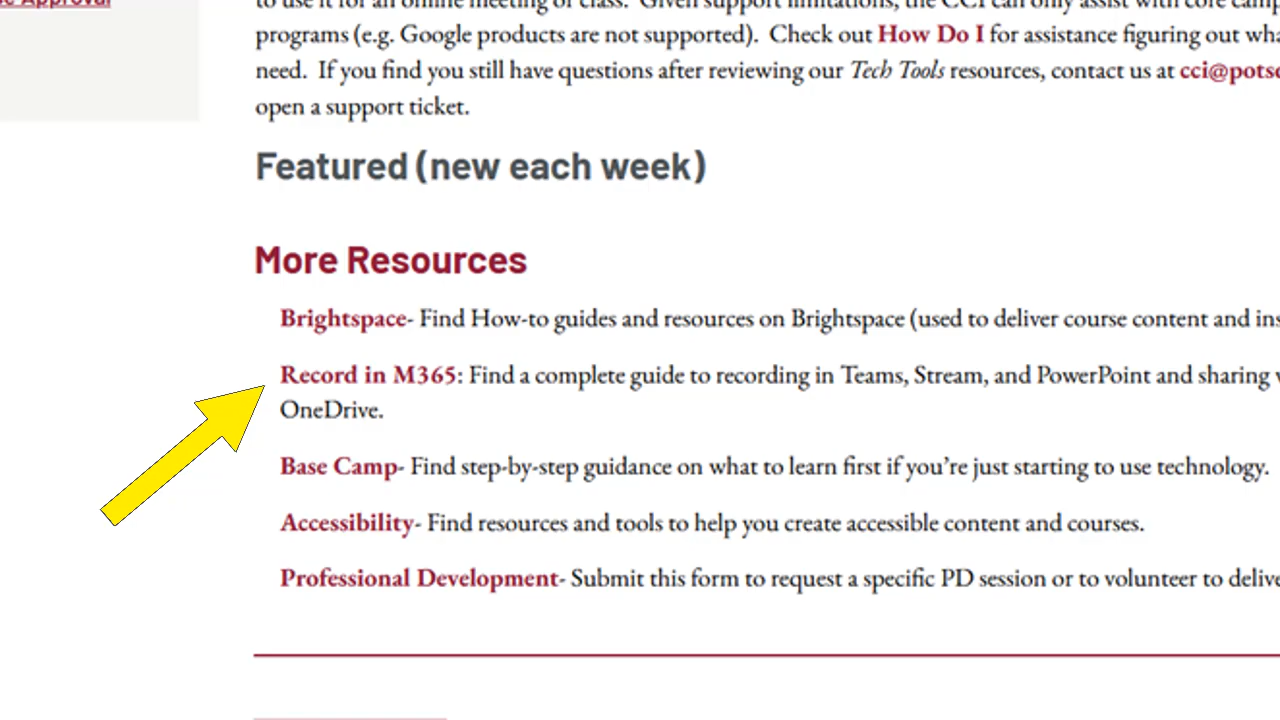 to use it for an online meeting or class. Given support limitations, the CCI can only assist with core
programs (e.g. Google products are not supported). Check out How Do I for assistance figuring out
need. If you find you still have questions after reviewing our Tech Tools resources, contact us at
open a support ticket.
Featured (new each week)
More Resources
Brightspace- Find How-to guides and resources on Brightspace (used to deliver course content and
Record in M365: Find a complete guide to recording in Teams, Stream, and PowerPoint and sharing
OneDrive.
Base Camp- Find step-by-step guidance on what to learn first if you're just starting to use technology.
Accessibility- Find resources and tools to help you create accessible content and courses.
Professional Development- Submit this form to request a specific PD session or to volunteer to